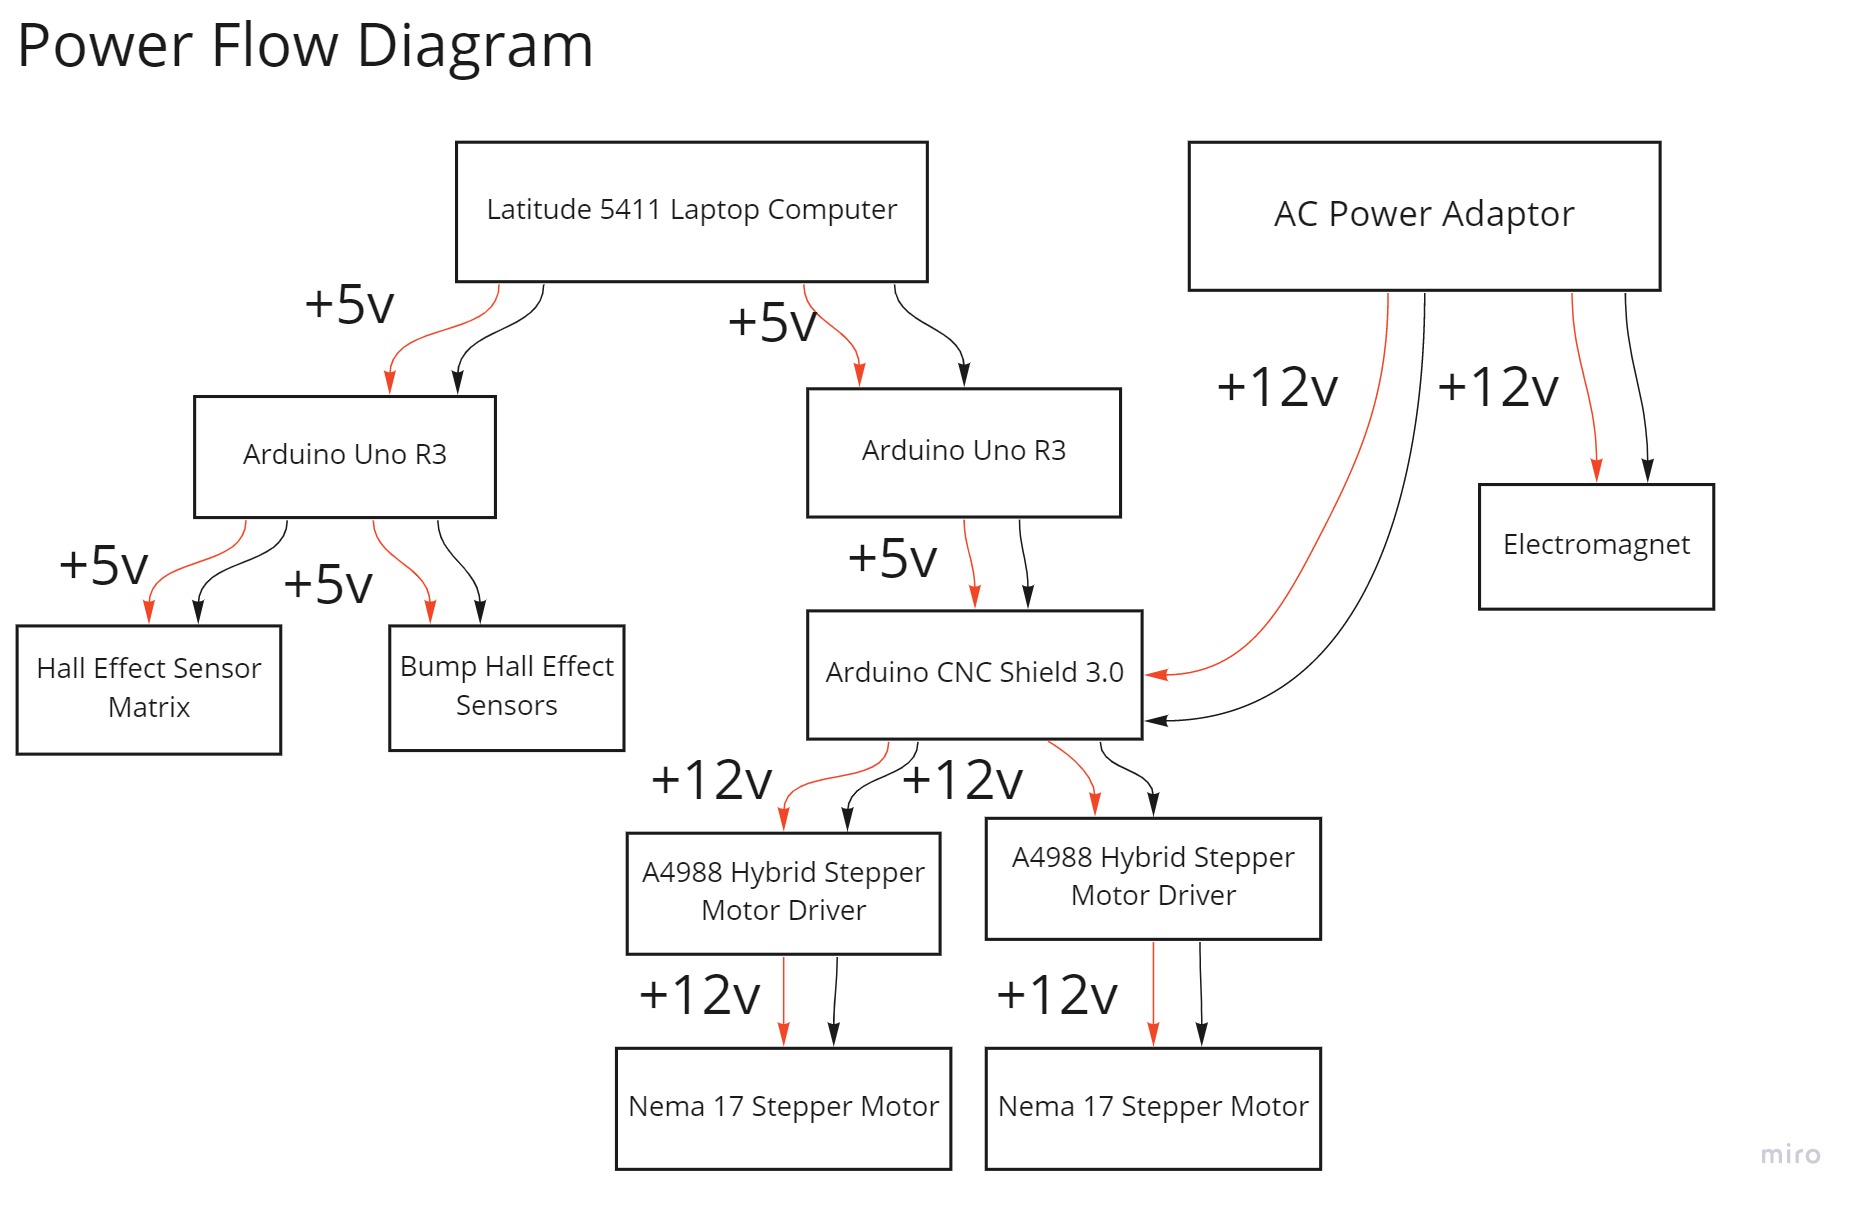 Power Flow Diagram
Latitude 5411 Laptop Computer
AC Power Adaptor
+5v
+5v
+12v
+12v
Arduino Uno R3
Arduino Uno R3
Electromagnet
+5v
+5v
+5v
Hall Effect Sensor
Matrix
Bump Hall Effect
Sensors
Arduino CNC Shield 3.0
+12v
+12v
A4988 Hybrid Stepper
Motor Driver
A4988 Hybrid Stepper
Motor Driver
+12v
+12v
Nema 17 Stepper Motor
Nema 17 Stepper Motor
miro